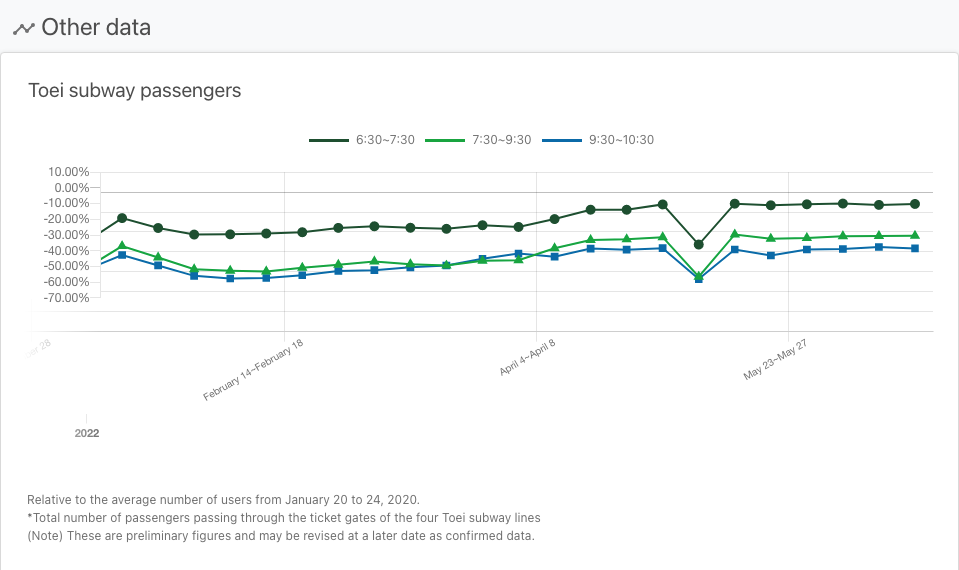 Other data
Toei subway passengers
6:30~7:30 7:30~9:30 9:30~10:30
10.00%
0.00%
-10.00%
-20.00%
-30.00%
-40.00%
-50.00%
-60.00%
-70.00%
28
February 14~February 18
April 4~April 8
May 23~May 27
2022
Relative to the average number of users from January 20 to 24, 2020.
*Total number of passengers passing through the ticket gates of the four Toei subway lines
(Note) These are preliminary figures and may be revised at a later date as confirmed data.